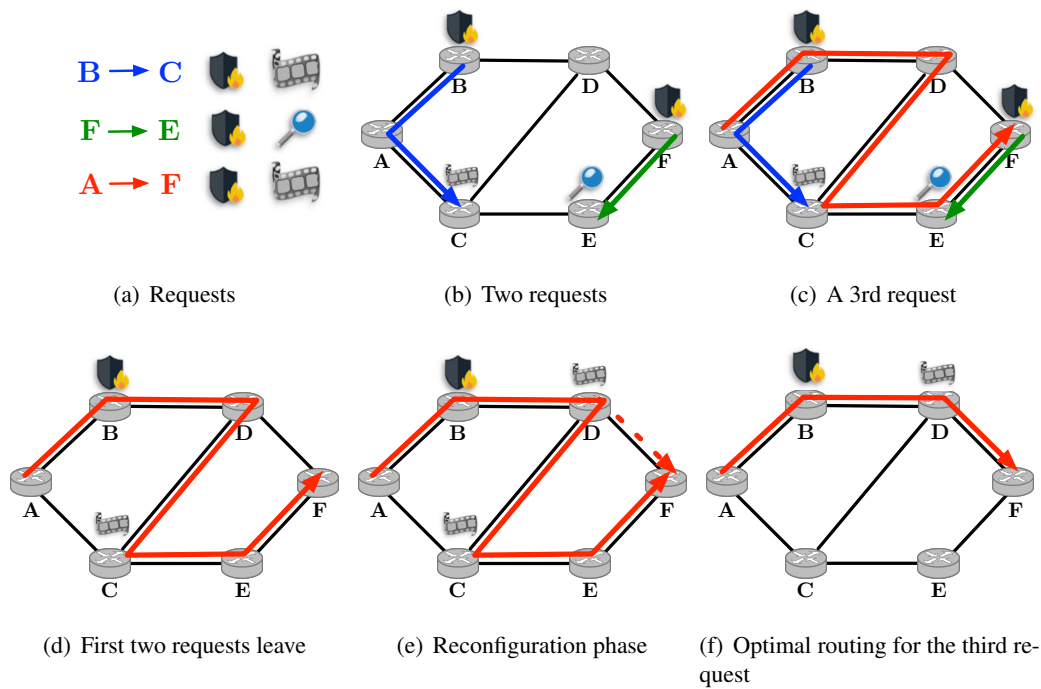 B → C
F → E
A → F
(a) Requests
B
D
A
F
C
E
(b) Two requests
B
D
A
F
C
E
(c) A 3rd request
B
D
A
F
C
E
(d) First two requests leave
B
D
A
F
C
E
(e) Reconfiguration phase
B
D
A
F
C
E
(f) Optimal routing for the third re-
quest